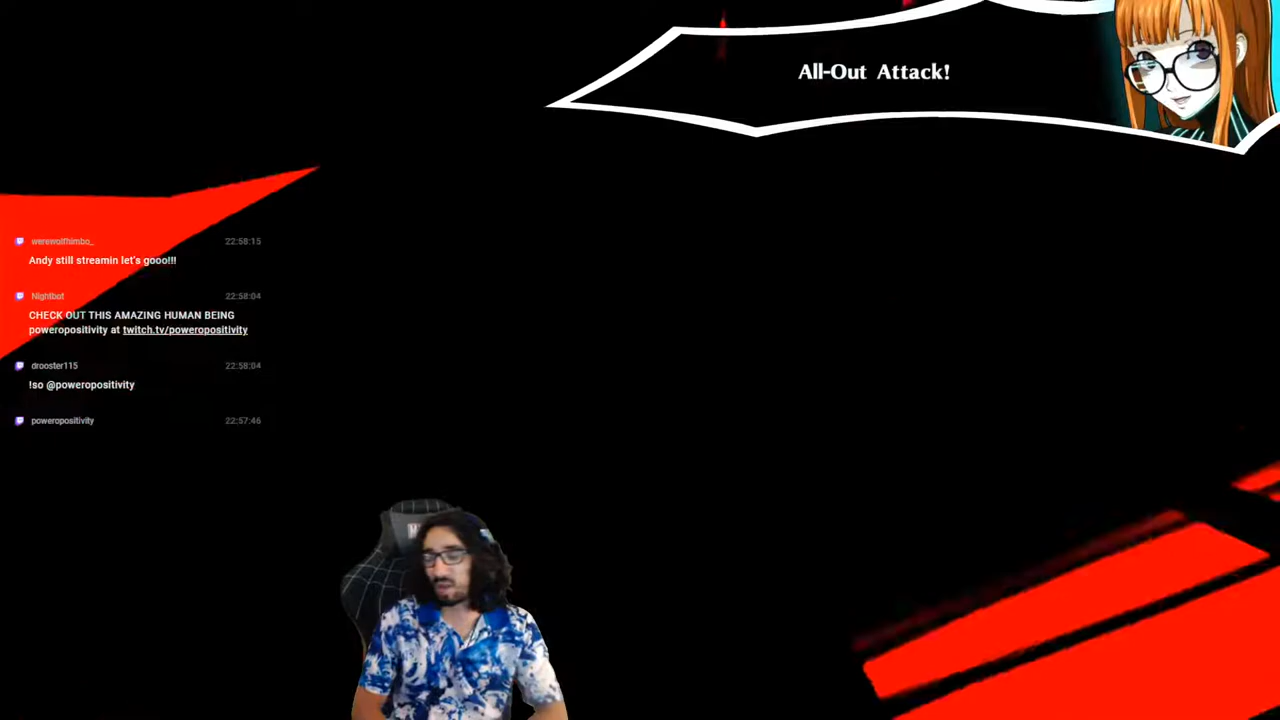 All-Out Attack!
werewolfhimbo_ 22:58:15
Andy still streamin let's gooo!!!
Nightbot 22:58:04
CHECK OUT THIS AMAZING HUMAN BEING
poweropositivity at twitch.tv/poweropositivity
drooster115 22:58:04
!so @poweropositivity
poweropositivity 22:57:46